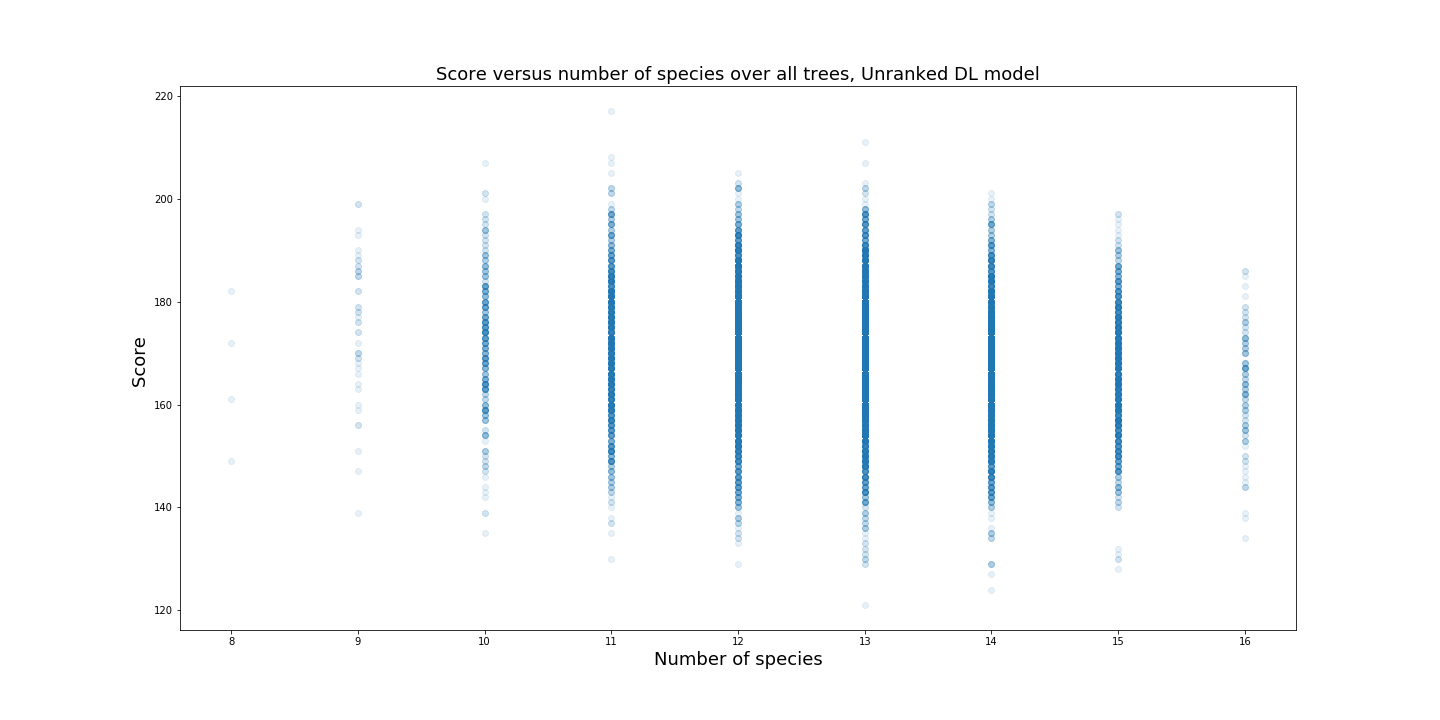 Score versus number of species over all trees, Unranked DL model
220
200
180
160
140
120
Score
8 9 10 11 12 13 14 15 16
Number of species